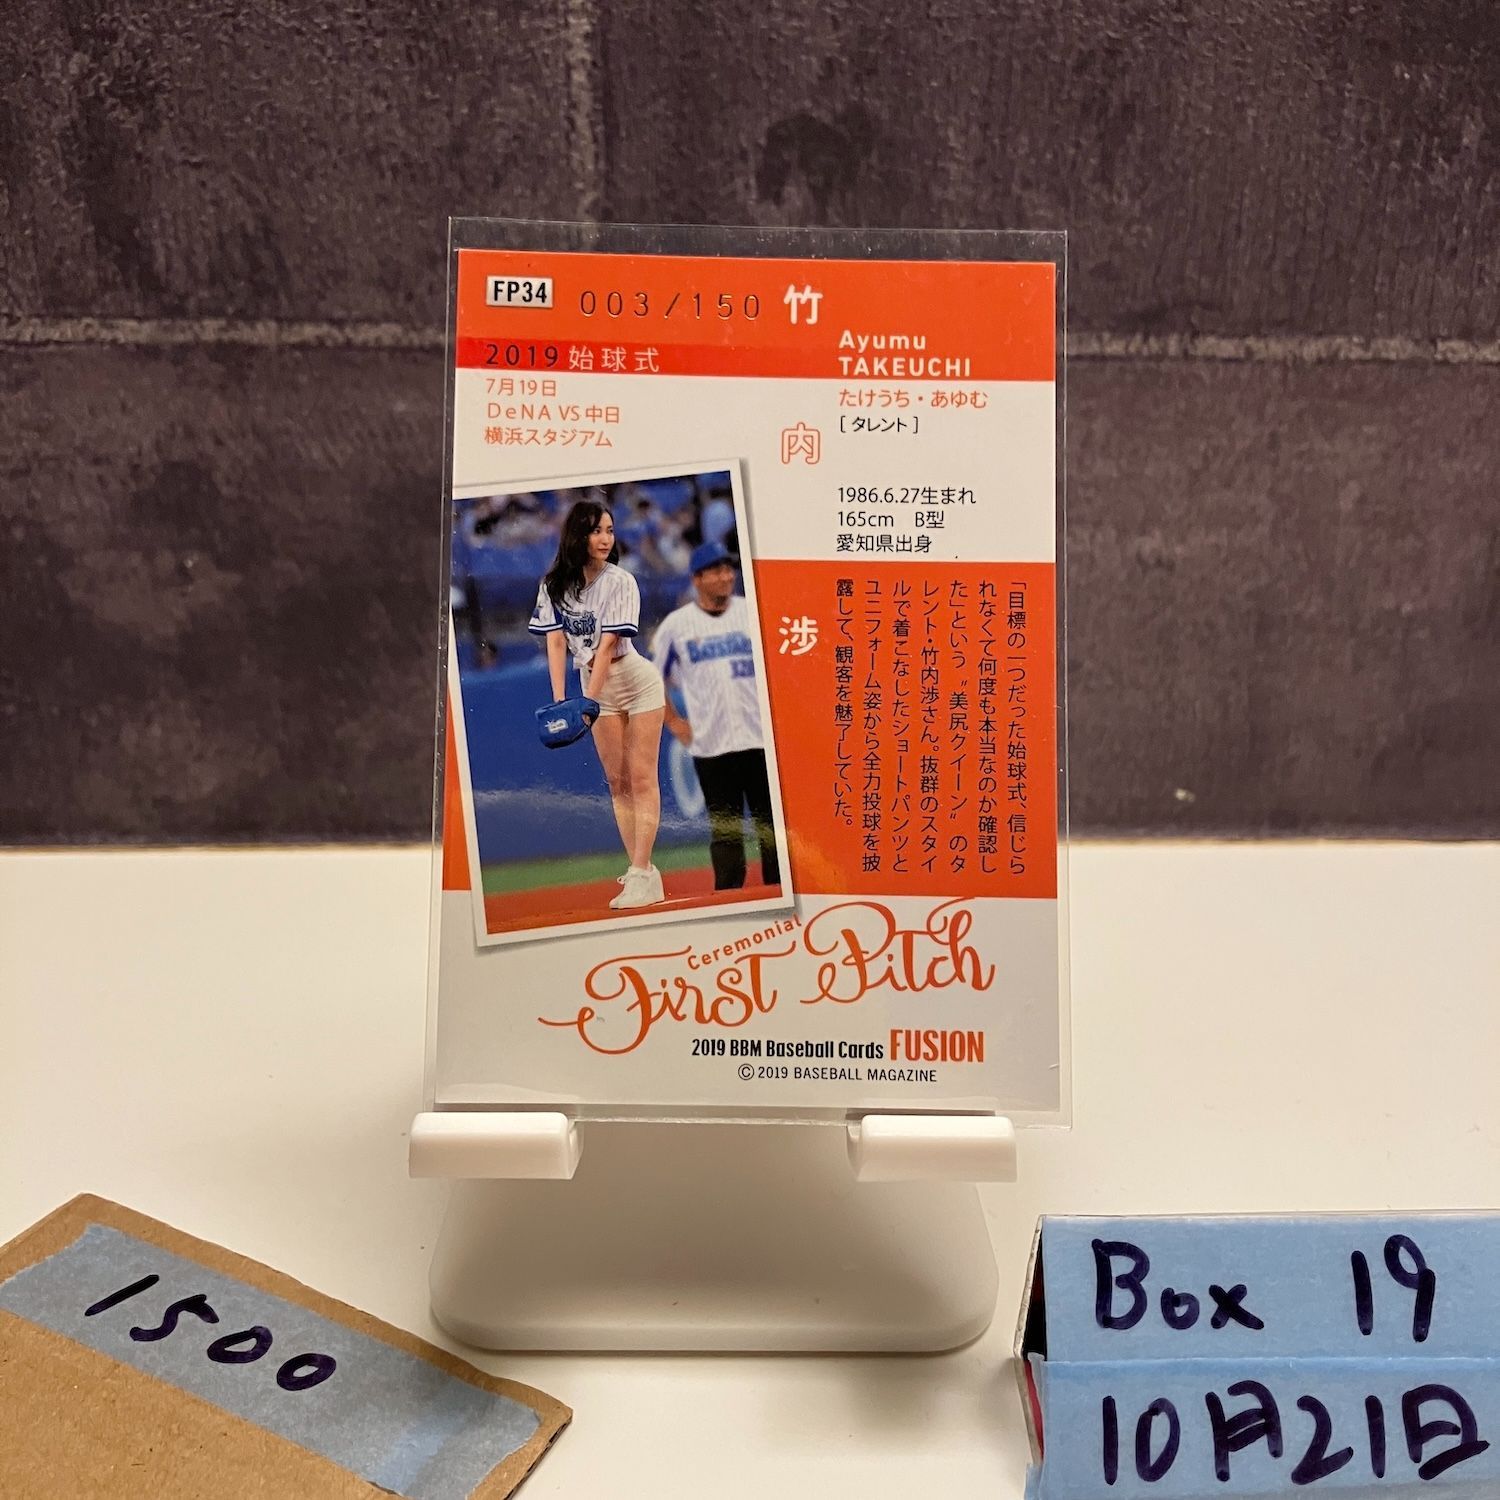 FP34
003/150
竹内渉
Ayumu
TAKEUCHI
たけうち・あゆむ
[ タレント ]
2019 始球式
7月19日
DeNA VS 中日
横浜スタジアム
1986.6.27生まれ
165cm B型
愛知県出身
「目標の一つだった始球式、信じら
れなくて何度も本当なのか確認し
た」という〝美尻クイーン〟のタ
レント・竹内渉さん。抜群のスタイ
ルで着こなしたショートパンツと
ユニフォーム姿から全力投球を披
露して、観客を魅了していた。
Ceremonial
First Pitch
2019 BBM Baseball Cards FUSION
© 2019 BASEBALL MAGAZINE
1500
Box 19
10月21日